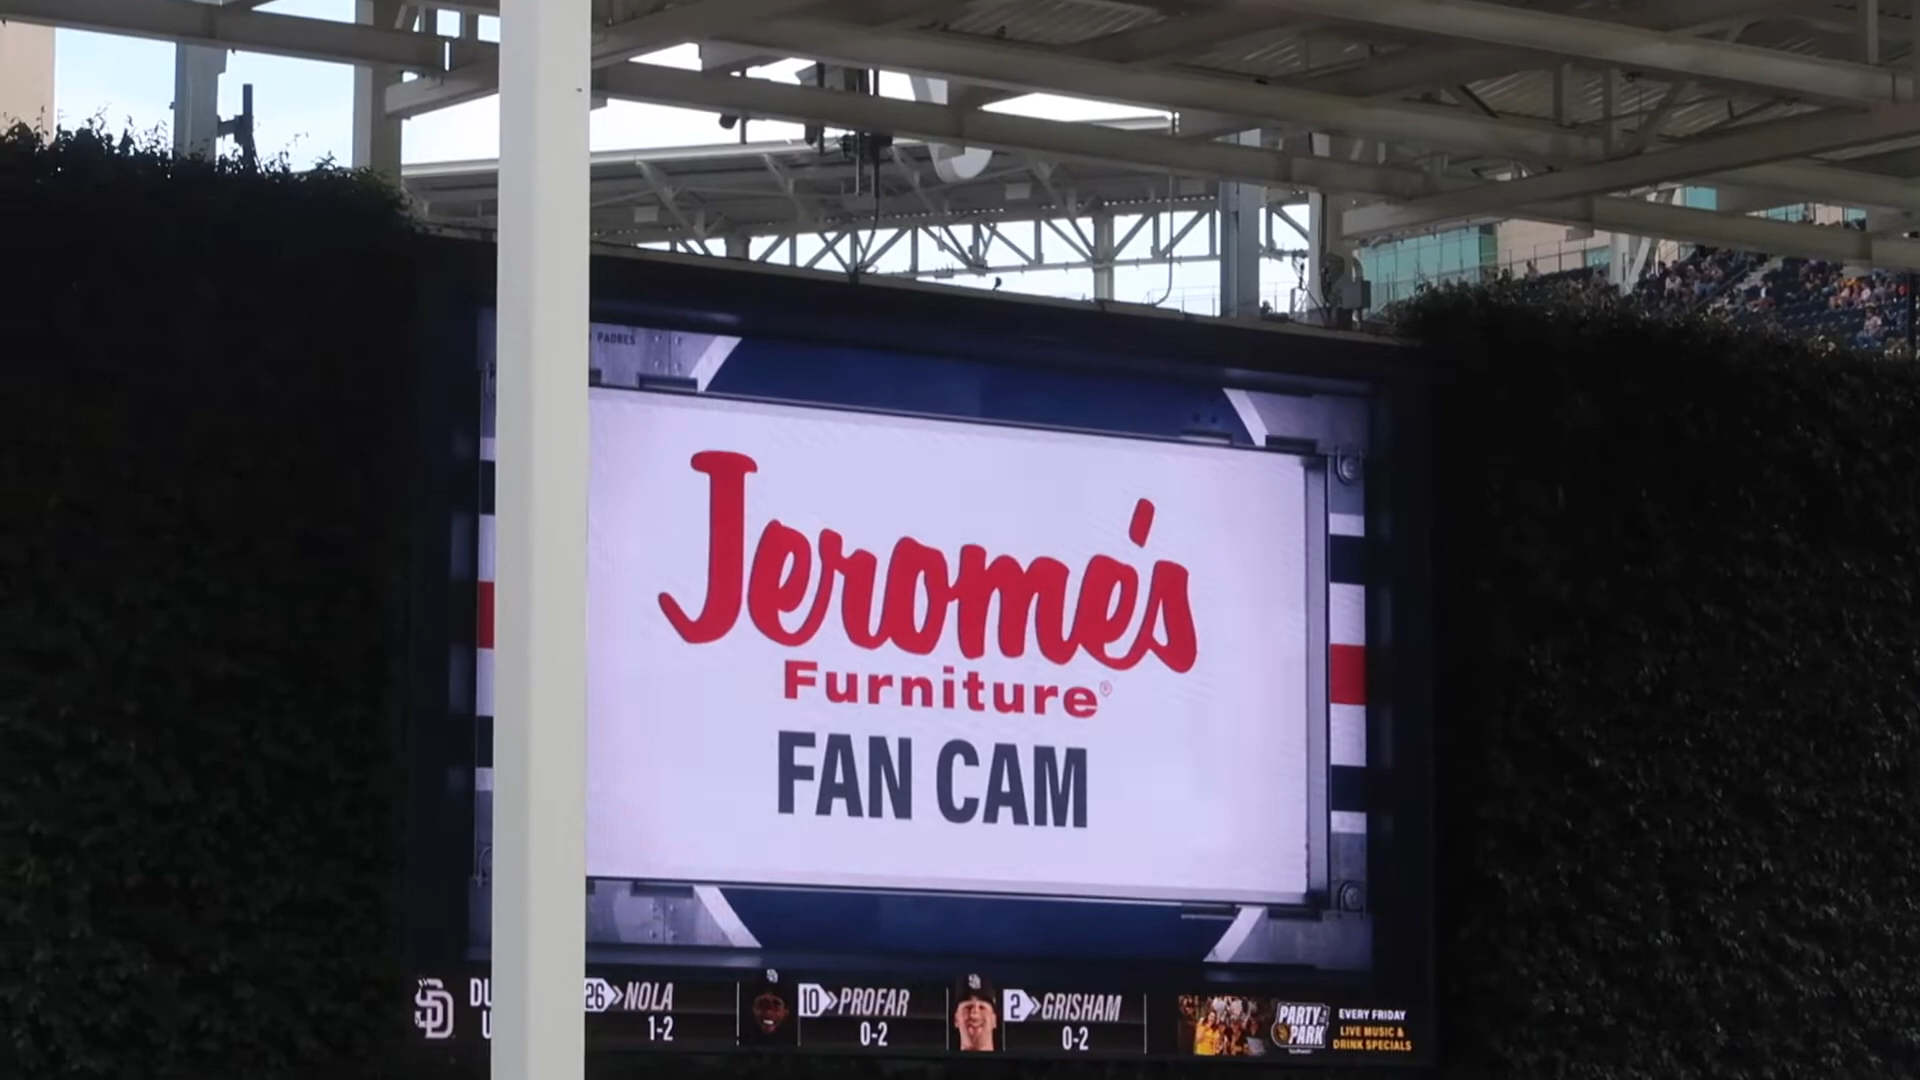 PADRES
Jerome's
Furniture®
FAN CAM
SD
26 NOLA
1-2
10 PROFAR
0-2
2 GRISHAM
0-2
PARTY
PARK
EVERY FRIDAY
LIVE MUSIC &
DRINK SPECIALS